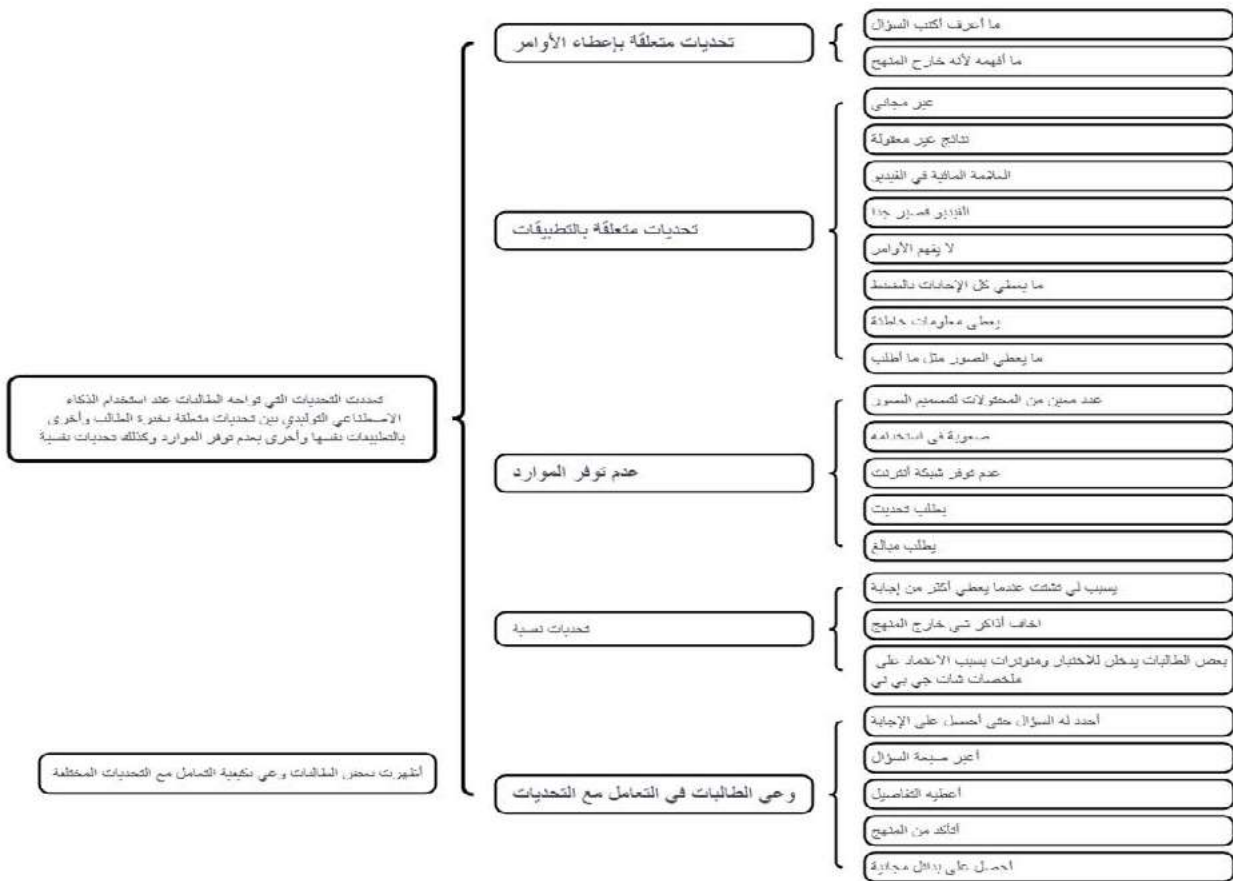 تحديات متعلقة بإعطاء الأوامر
ما أعرف أكتب السؤال
ما أفهمه لأنه خارج المنهج
تحديات متعلقة بالتطبيقات
غير مجاني
نتائج غير معقولة
العلامة المائية في الفيديو
الفيديو قصير جدا
لا يفهم الأوامر
ما يعطي كل الإجابات بالضبط
يعطي معلومات خاطئة
ما يعطي الصور مثل ما أطلب
تعددت التحديات التي تواجه الطالبات عند استخدام الذكاء
الاصطناعي التوليدي بين تحديات متعلقة بخبرة الطالب وأخرى
بالتطبيقات نفسها وأخرى بعدم توفر الموارد وكذلك تحديات نفسية
عدم توفر الموارد
عدد معين من المحاولات لتصميم الصور
صعوبة في استخدامه
عدم توفر شبكة أنترنت
يطلب تحديث
يطلب مبالغ
تحديات نفسية
يسبب لي تشتت عندما يعطي أكثر من إجابة
اخاف أذاكر شي خارج المنهج
بعض الطالبات يدخلن للاختبار ومتوترات بسبب الاعتماد على
ملخصات شات جي بي تي
أظهرت بعض الطالبات وعي بكيفية التعامل مع التحديات المختلفة
وعي الطالبات في التعامل مع التحديات
أحدد له السؤال حتى أحصل على الإجابة
أغير صيغة السؤال
أعطيه التفاصيل
أتأكد من المنهج
أحصل على بدائل مجانية